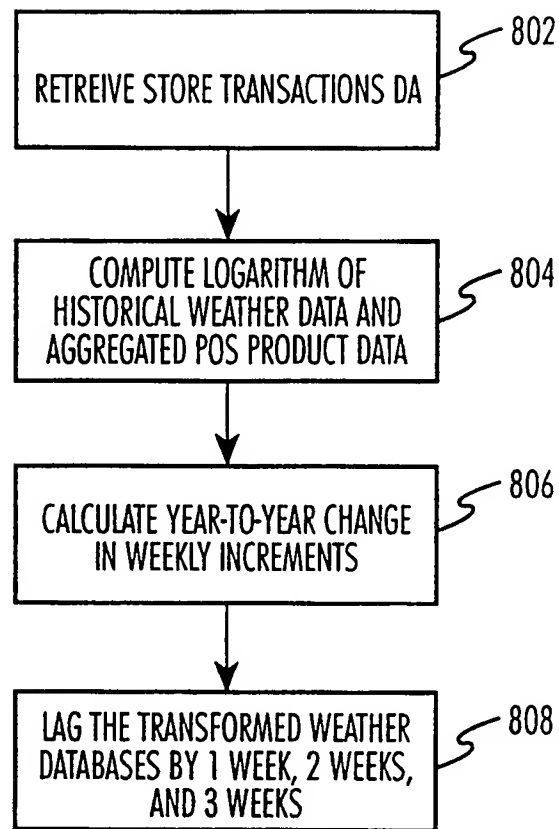 802
RETREIVE STORE TRANSACTIONS DA
804
COMPUTE LOGARITHM OF
HISTORICAL WEATHER DATA AND
AGGREGATED POS PRODUCT DATA
806
CALCULATE YEAR-TO-YEAR CHANGE
IN WEEKLY INCREMENTS
808
LAG THE TRANSFORMED WEATHER
DATABASES BY 1 WEEK, 2 WEEKS,
AND 3 WEEKS